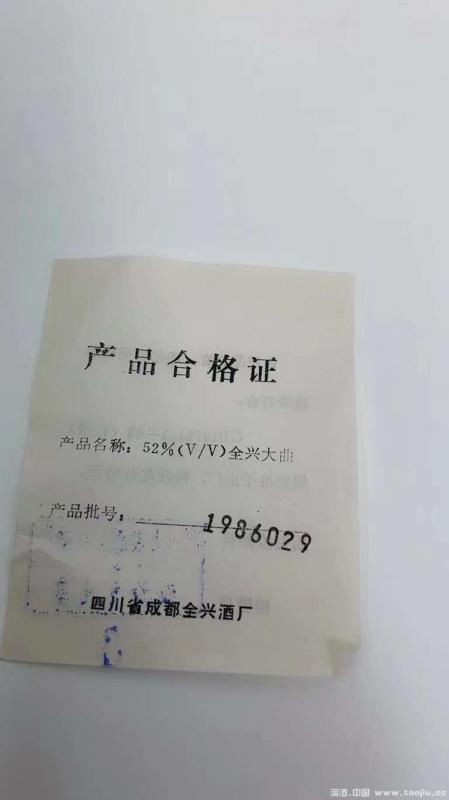 产品合格证
产品名称：52%(V/V)全兴大曲
产品批号：1986029
四川省成都全兴酒厂
淘酒.中国 www.taojiu.cc